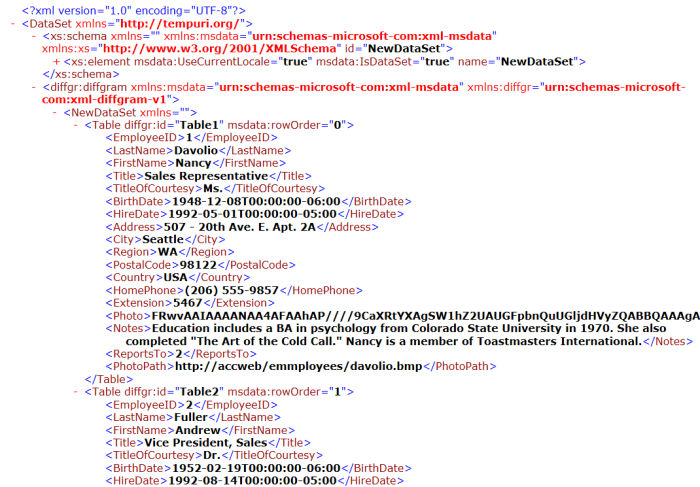 <?xml version="1.0" encoding="UTF-8"?>
- <DataSet xmlns="http://tempuri.org/">
- <xs:schema xmlns="" xmlns:msdata="urn:schemas-microsoft-com:xml-msdata"
xmlns:xs="http://www.w3.org/2001/XMLSchema" id="NewDataSet">
+ <xs:element msdata:UseCurrentLocale="true" msdata:IsDataSet="true" name="NewDataSet">
</xs:schema>
- <diffgr:diffgram xmlns:msdata="urn:schemas-microsoft-com:xml-msdata" xmlns:diffgr="urn:schemas-microsoft-
com:xml-diffgram-v1">
- <NewDataSet xmlns="">
- <Table diffgr:id="Table1" msdata:rowOrder="0">
<EmployeeID>1</EmployeeID>
<LastName>Davolio</LastName>
<FirstName>Nancy</FirstName>
<Title>Sales Representative</Title>
<TitleOfCourtesy>Ms.</TitleOfCourtesy>
<BirthDate>1948-12-08T00:00:00-06:00</BirthDate>
<HireDate>1992-05-01T00:00:00-05:00</HireDate>
<Address>507 - 20th Ave. E. Apt. 2A</Address>
<City>Seattle</City>
<Region>WA</Region>
<PostalCode>98122</PostalCode>
<Country>USA</Country>
<HomePhone>(206) 555-9857</HomePhone>
<Extension>5467</Extension>
<Photo>FRwvAAIAAAANAA4AFAAhAP////9CaXRtYXAgSW1hZ2UAUGFpbnQuUGljdHVyZQABBQAAAgA
<Notes>Education includes a BA in psychology from Colorado State University in 1970. She also
completed "The Art of the Cold Call." Nancy is a member of Toastmasters International.</Notes>
<ReportsTo>2</ReportsTo>
<PhotoPath>http://accweb/emmployees/davolio.bmp</PhotoPath>
</Table>
- <Table diffgr:id="Table2" msdata:rowOrder="1">
<EmployeeID>2</EmployeeID>
<LastName>Fuller</LastName>
<FirstName>Andrew</FirstName>
<Title>Vice President, Sales</Title>
<TitleOfCourtesy>Dr.</TitleOfCourtesy>
<BirthDate>1952-02-19T00:00:00-06:00</BirthDate>
<HireDate>1992-08-14T00:00:00-05:00</HireDate>